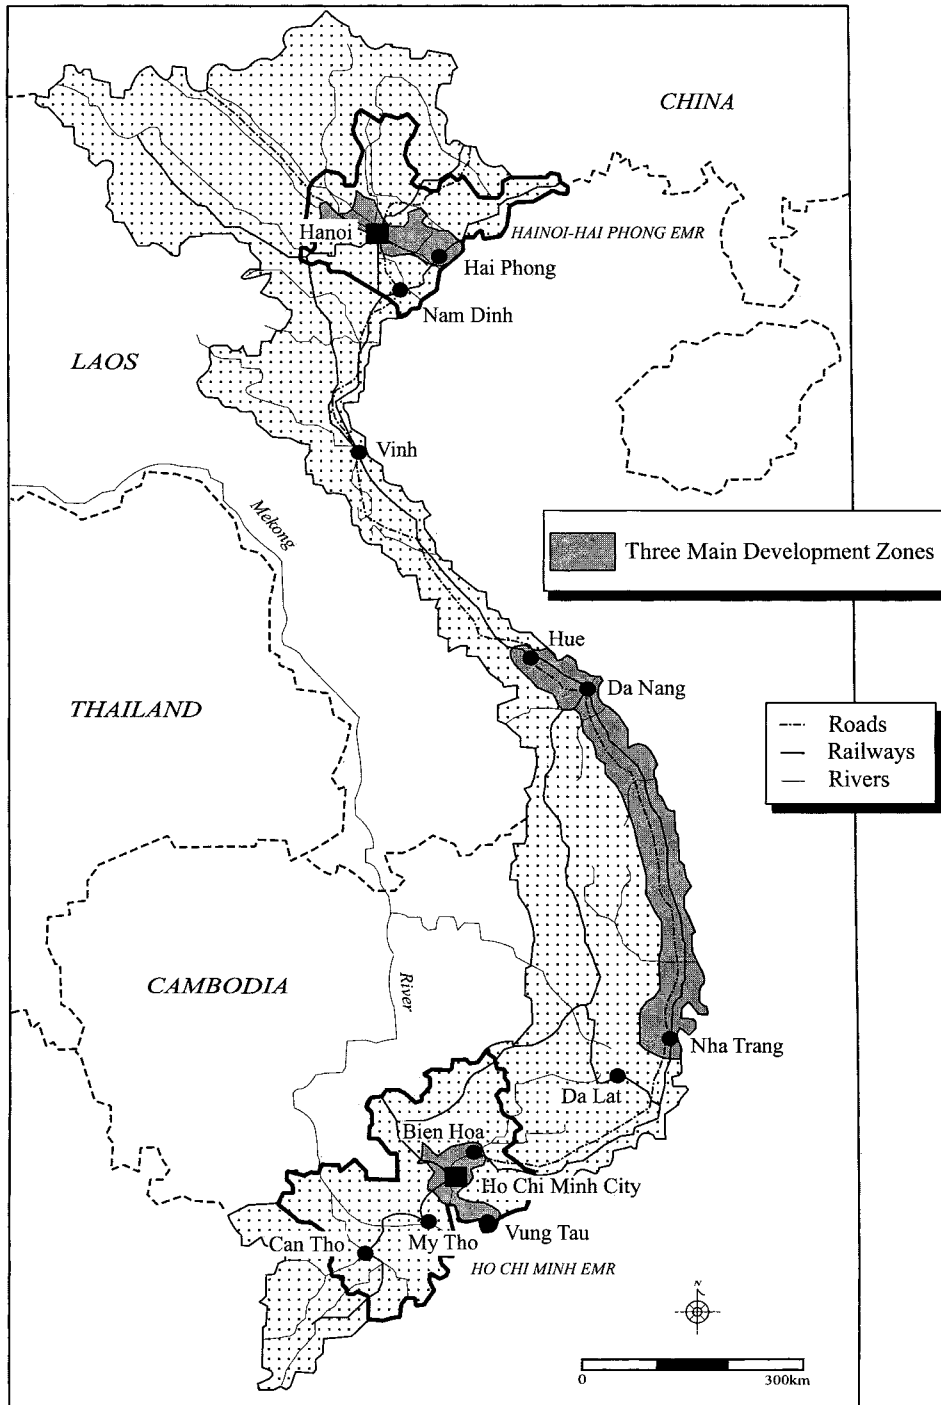 CHINA
Hanoi
HAINOI-HAI PHONG EMR
Hai Phong
Nam Dinh
LAOS
Vinh
Mekong
Three Main Development Zones
Hue
Da Nang
THAILAND
Roads
Railways
Rivers
CAMBODIA
River
Nha Trang
Da Lat
Bien Hoa
Ho Chi Minh City
Vung Tau
My Tho
Can Tho
HO CHI MINH EMR
N
0 300km